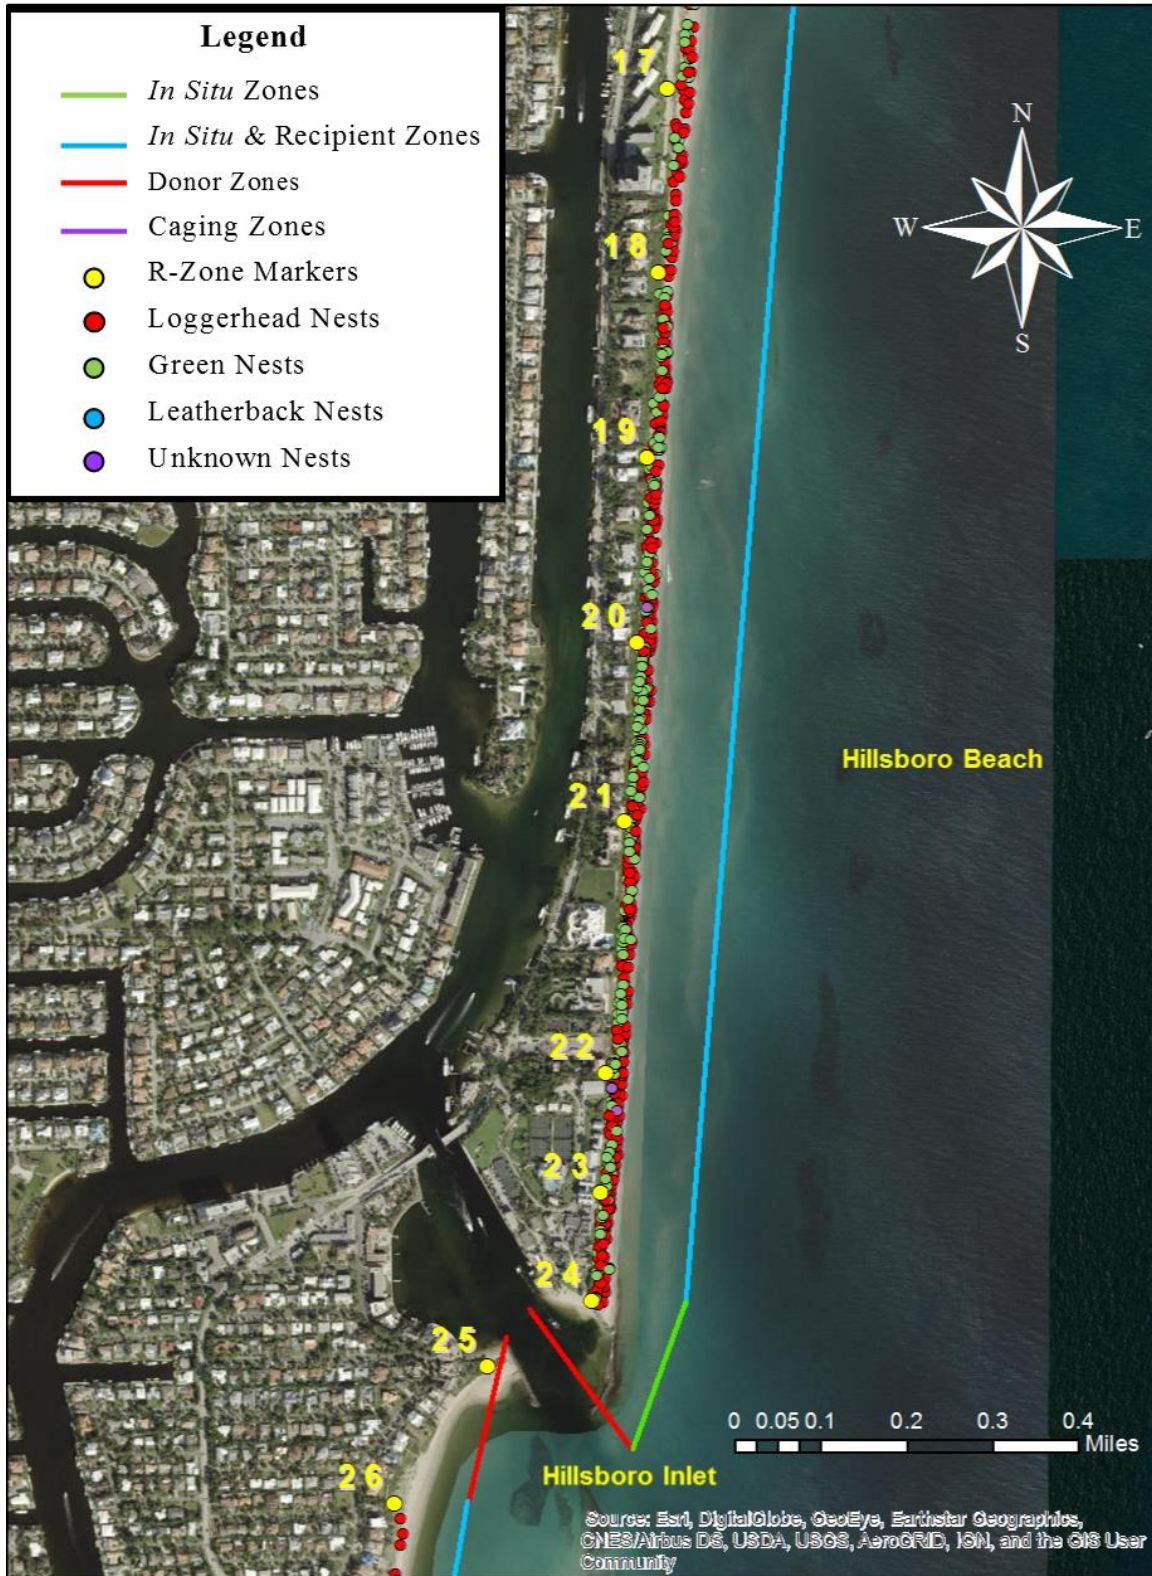 Legend
In Situ Zones
In Situ & Recipient Zones
Donor Zones
Caging Zones
R-Zone Markers
Loggerhead Nests
Green Nests
Leatherback Nests
Unknown Nests
N
W E
S
17
18
19
20
21
22
23
24
25
26
Hillsboro Beach
0 0.05 0.1 0.2 0.3 0.4
Miles
Hillsboro Inlet
Source: Esri, DigitalGlobe, GeoEye, Earthstar Geographics,
CNES/Airbus DS, USDA, USGS, AeroGRID, IGN, and the GIS User
Community